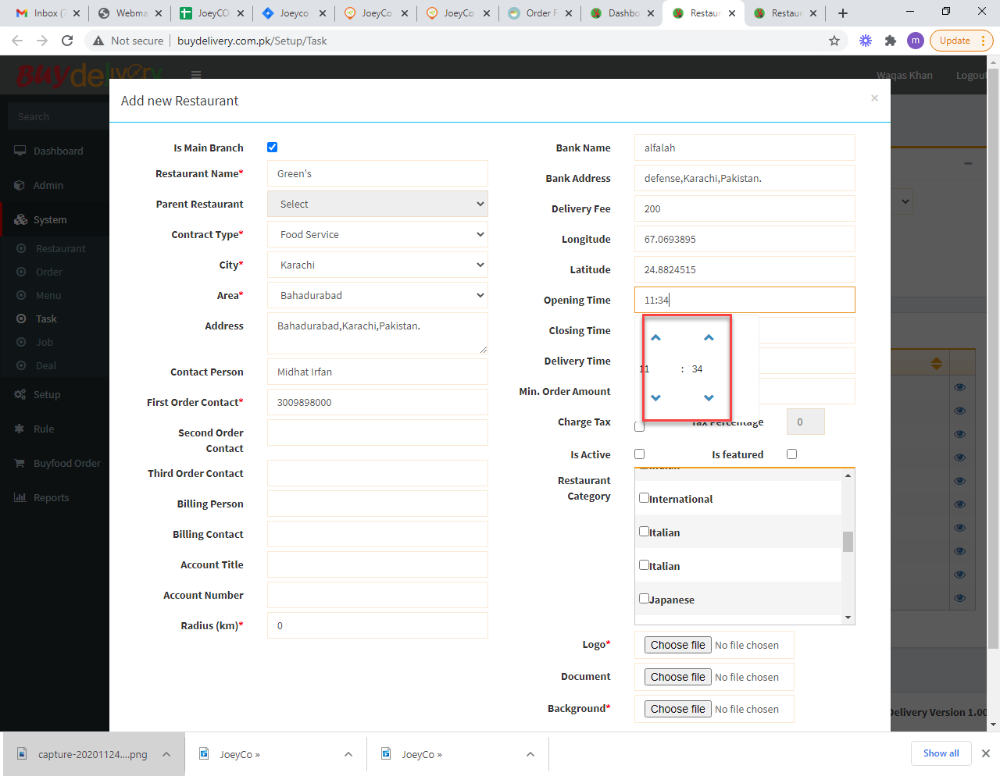 Inbox (7
Webma
JoeyCO
Joeyco
JoeyCo
JoeyCo
Order F
Dashbo
Restaur
Restaur
Not secure
buydelivery.com.pk/Setup/Task
m
Update
BUYdelivery
Waqas Khan
Logout
Add new Restaurant
Search
Dashboard
Admin
System
Restaurant
Order
Menu
Task
Job
Deal
Setup
Rule
Buyfood Order
Reports
Is Main Branch
Restaurant Name*
Green's
Parent Restaurant
Select
Contract Type*
Food Service
City*
Karachi
Area*
Bahadurabad
Address
Bahadurabad,Karachi,Pakistan.
Contact Person
Midhat Irfan
First Order Contact*
3009898000
Second Order
Contact
Third Order Contact
Billing Person
Billing Contact
Account Title
Account Number
Radius (km)*
0
Bank Name
alfalah
Bank Address
defense,Karachi,Pakistan.
Delivery Fee
200
Longitude
67.0693895
Latitude
24.8824515
Opening Time
11:34
Closing Time
Delivery Time
11 : 34
Min. Order Amount
Charge Tax
Tax Percentage
0
Is Active
Is featured
Restaurant
Category
International
Italian
Italian
Japanese
Logo*
Choose file No file chosen
Document
Choose file No file chosen
Background*
Choose file No file chosen
Delivery Version 1.00
capture-20201124....png
JoeyCo »
JoeyCo »
Show all